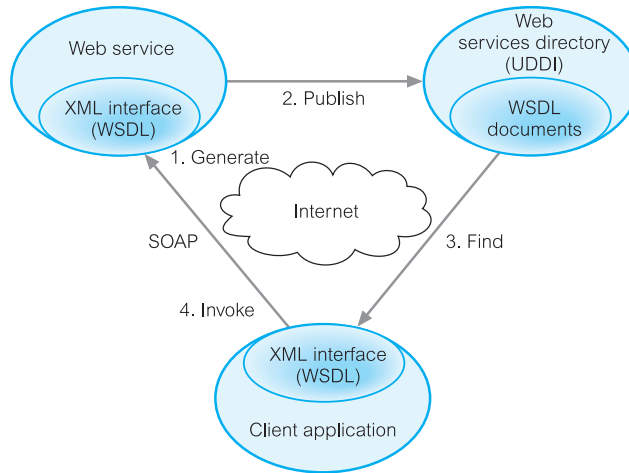 Web service
XML interface
(WSDL)
2. Publish
Web
services directory
(UDDI)
WSDL
documents
1. Generate
Internet
SOAP
3. Find
4. Invoke
XML interface
(WSDL)
Client application